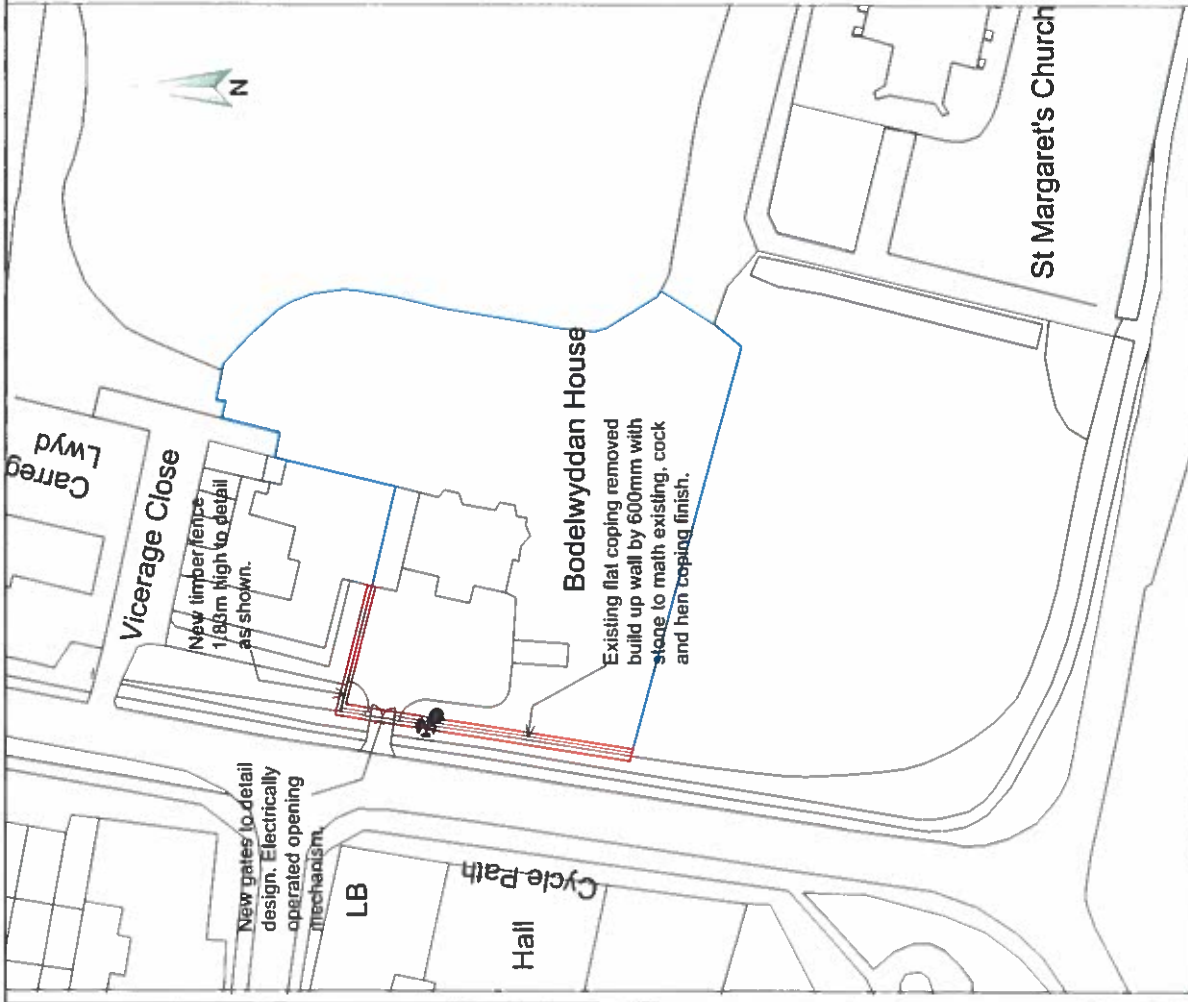 N
St Margaret's Church
Carreg
Lwyd
Vicerage Close
New timber fence
1.83m high to detail
as shown.
Bodelwyddan House
Existing flat coping removed
build up wall by 600mm with
stone to math existing, cock
and hen coping finish.
New gates to detail
design. Electrically
operated opening
mechanism.
LB
Cycle Path
Hall